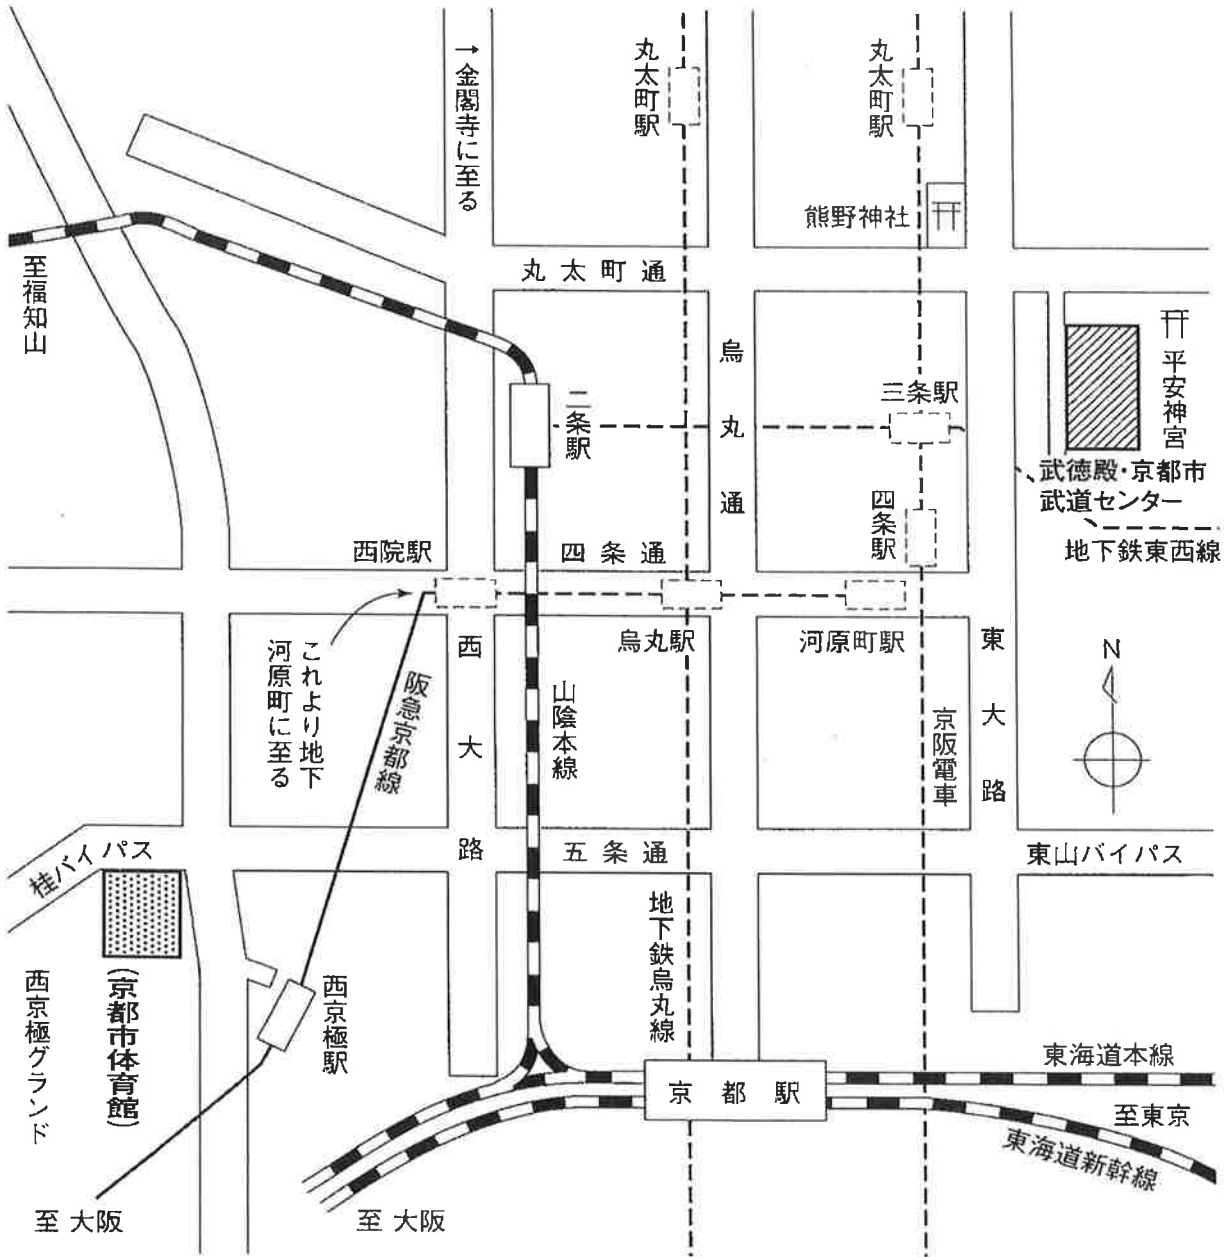 ↑金閣寺に至る
丸太町駅
丸太町駅
熊野神社
至福知山
丸太町通
平安神宮
烏丸通
二条駅
三条駅
武徳殿・京都市
武道センター
四条駅
地下鉄東西線
西院駅
四条通
これより地下
河原町に至る
西大路
烏丸駅
河原町駅
東大路
N
阪急京都線
山陰本線
京阪電車
桂バイパス
五条通
東山バイパス
地下鉄烏丸線
西京極グランド
(京都市体育館)
西京極駅
京都駅
東海道本線
至東京
東海道新幹線
至 大阪
至 大阪